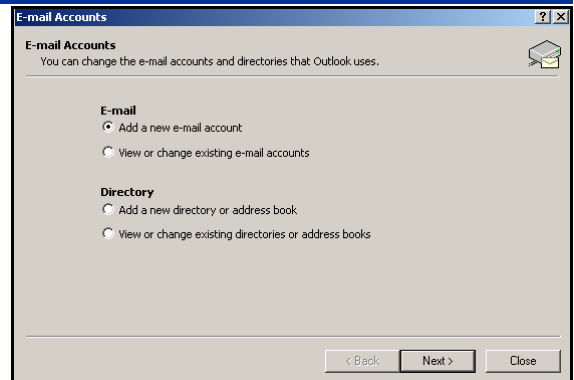 E-mail Accounts
E-mail Accounts
You can change the e-mail accounts and directories that Outlook uses.
E-mail
Add a new e-mail account
View or change existing e-mail accounts
Directory
Add a new directory or address book
View or change existing directories or address books
< Back Next > Close